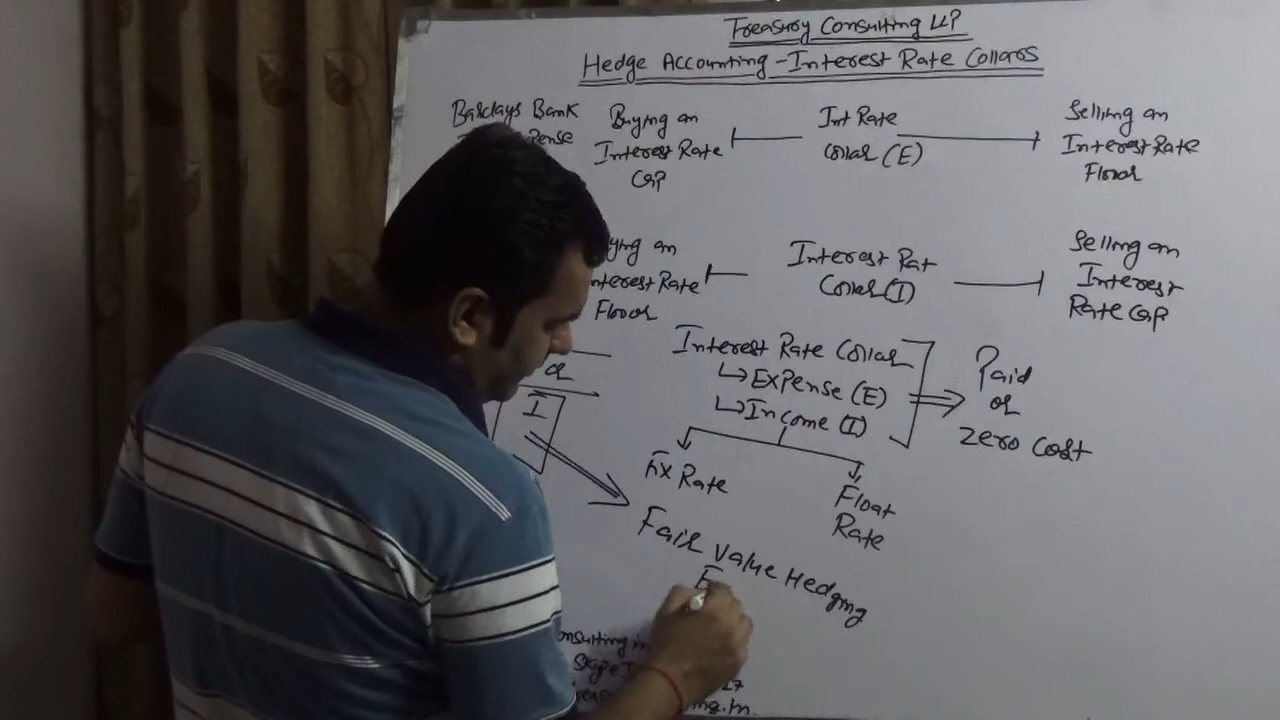 Treasury Consulting LLP
Hedge Accounting - Interest Rate Collars
Barclays Bank
Buying an
Interest Rate
Cap
Int Rate
Collar (E)
Selling an
Interest Rate
Floor
an
Rate
Floor
Interest Rat
Collar (I)
Selling an
Interest
Rate Cap
or
I
Interest Rate Collar
Expense (E)
Income (I)
Paid
or
Zero Cost
Fix Rate
Float
Rate
Fair Value Hedging